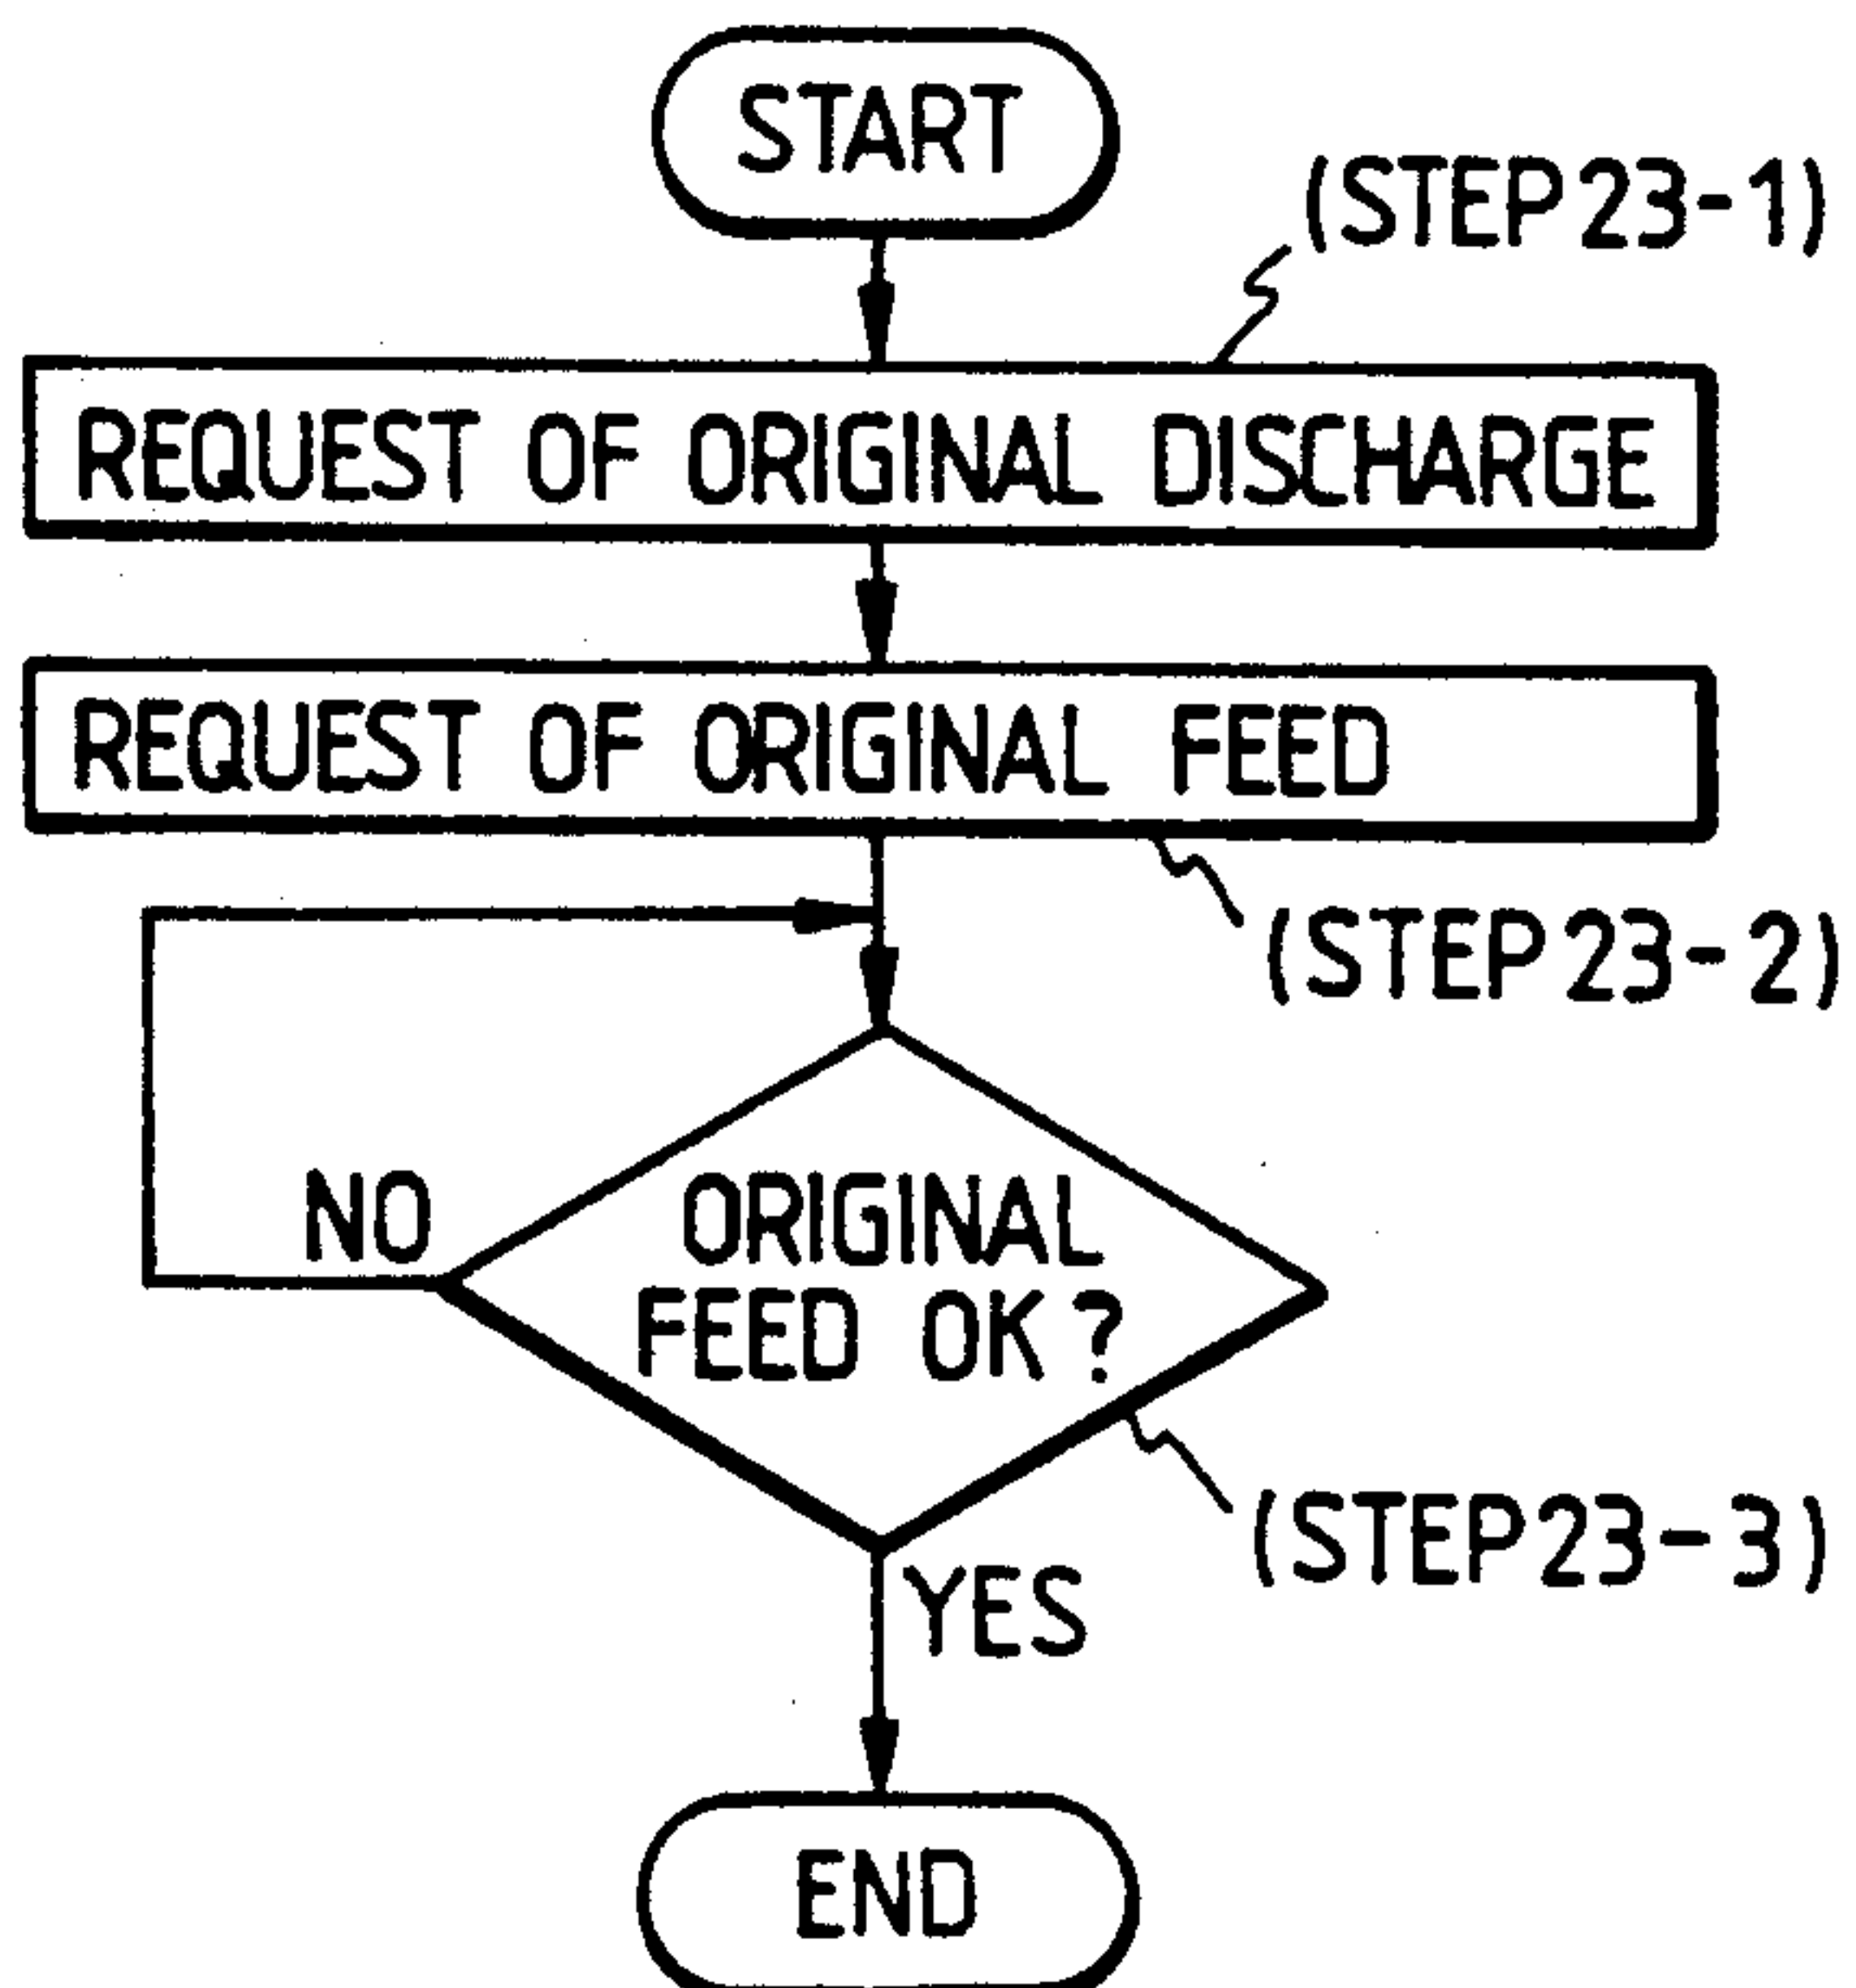 START
(STEP 23-1)
REQUEST OF ORIGINAL DISCHARGE
REQUEST OF ORIGINAL FEED
(STEP 23-2)
NO
ORIGINAL
FEED OK?
(STEP 23-3)
YES
END